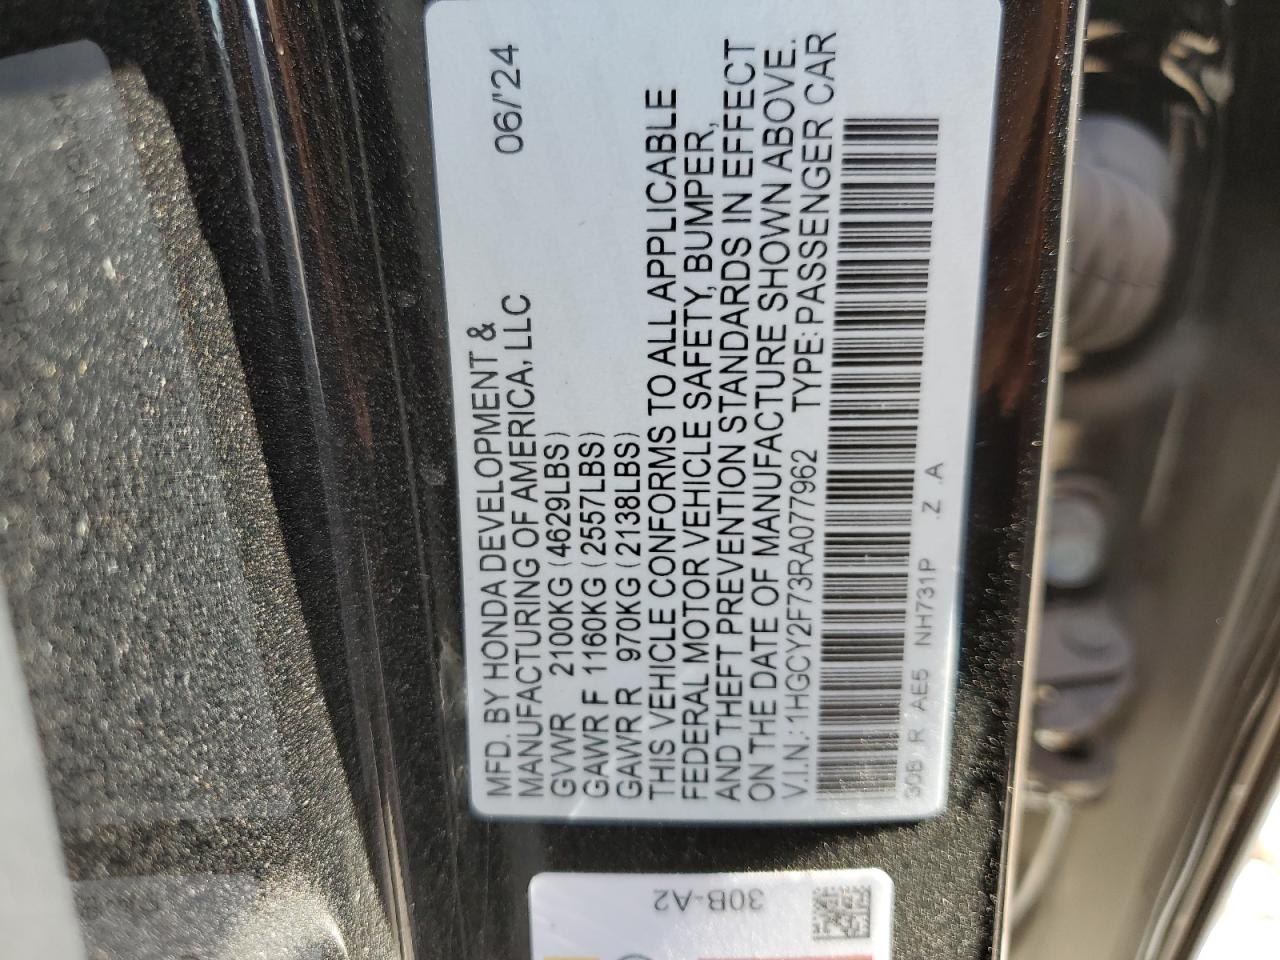 MFD. BY HONDA DEVELOPMENT &
MANUFACTURING OF AMERICA, LLC 06/'24
GVWR 2100KG (4629LBS)
GAWR F 1160KG (2557LBS)
GAWR R 970KG (2138LBS)
THIS VEHICLE CONFORMS TO ALL APPLICABLE
FEDERAL MOTOR VEHICLE SAFETY, BUMPER,
AND THEFT PREVENTION STANDARDS IN EFFECT
ON THE DATE OF MANUFACTURE SHOWN ABOVE.
V.I.N.: 1HGCY2F73RA077962 TYPE: PASSENGER CAR
30B R AE5 NH731P .Z .A
30B-A2